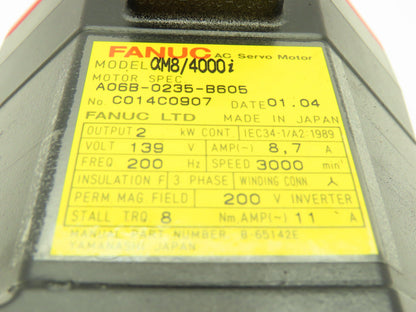 FANUC AC Servo Motor
MODEL αM8/4000i
MOTOR SPEC
A06B-0235-B605
No. C014C0907 DATE 01.04
FANUC LTD MADE IN JAPAN
OUTPUT 2 kW CONT. IEC34-1/A2-1989
VOLT 139 V AMP(~) 8,7 A
FREQ 200 Hz SPEED 3000 min⁻¹
INSULATION F 3 PHASE WINDING CONN 人
PERM MAG FIELD 200 V INVERTER
STALL TRQ 8 Nm AMP(~) 11 A
MANUAL PART NUMBER B-65142E
YAMANASHI JAPAN